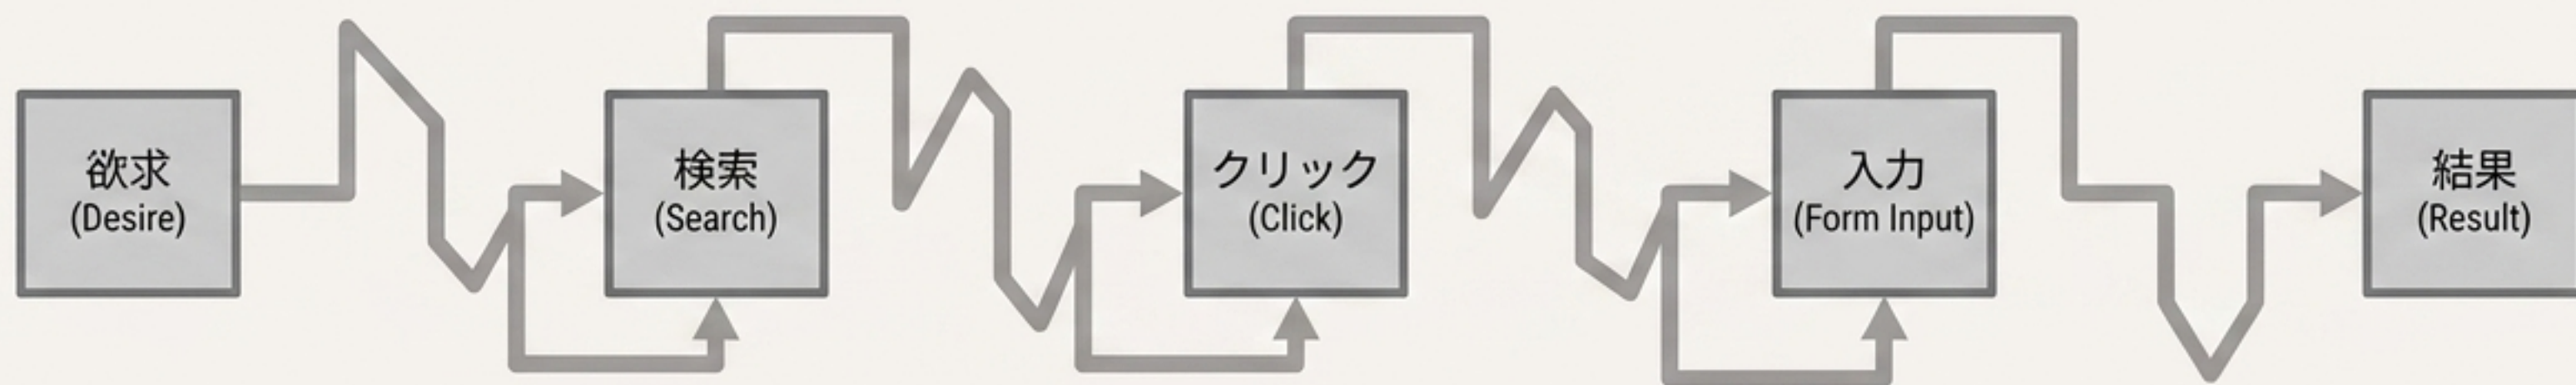 欲求
(Desire)
検索
(Search)
クリック
(Click)
入力
(Form Input)
結果
(Result)